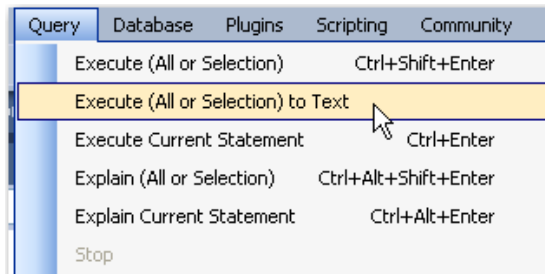 Query Database Plugins Scripting Community
Execute (All or Selection) Ctrl+Shift+Enter
Execute (All or Selection) to Text
Execute Current Statement Ctrl+Enter
Explain (All or Selection) Ctrl+Alt+Shift+Enter
Explain Current Statement Ctrl+Alt+Enter
Stop